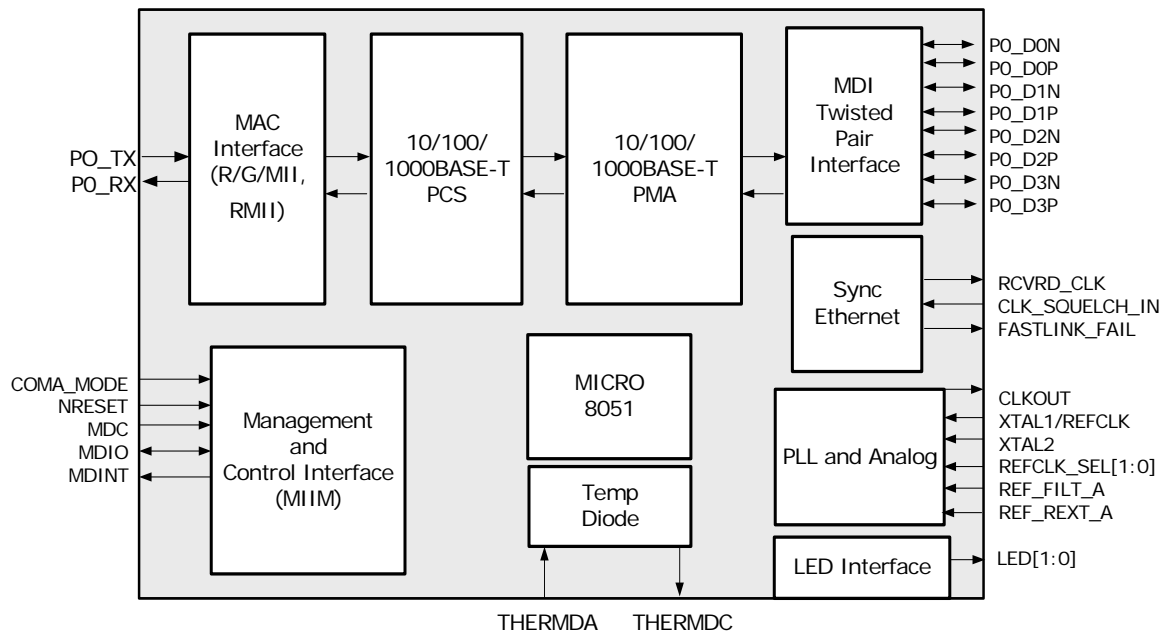 PO_TX
P0_RX
MAC
Interface
(R/G/MII,
RMII)
10/100/
1000BASE-T
PCS
10/100/
1000BASE-T
PMA
MDI
Twisted
Pair
Interface
P0_D0N
P0_D0P
P0_D1N
P0_D1P
P0_D2N
P0_D2P
P0_D3N
P0_D3P
Sync
Ethernet
RCVRD_CLK
CLK_SQUELCH_IN
FASTLINK_FAIL
COMA_MODE
NRESET
MDC
MDIO
MDINT
Management
and
Control Interface
(MIIM)
MICRO
8051
Temp
Diode
THERMDA
THERMDC
PLL and Analog
CLKOUT
XTAL1/REFCLK
XTAL2
REFCLK_SEL[1:0]
REF_FILT_A
REF_REXT_A
LED Interface
LED[1:0]